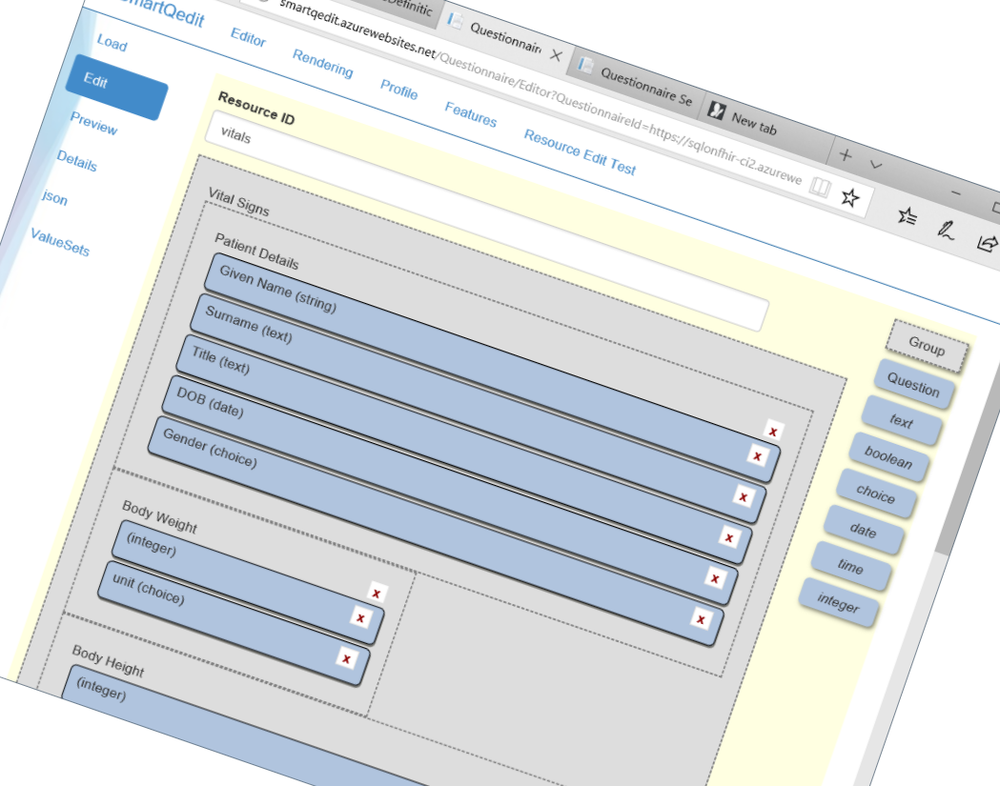 Questionnaire Se
New tab
smartqedit.azurewebsites.net/Questionnaire/Editor?QuestionnaireId=https://sqlonfhir-ci2.azurewe
Editor
Rendering
Profile
Features
Resource Edit Test
Load
Edit
Preview
Details
json
ValueSets
Resource ID
vitals
Vital Signs
Patient Details
x
Given Name (string)
x
Surname (text)
x
Title (text)
x
DOB (date)
x
Gender (choice)
x
Body Weight
x
(integer)
x
unit (choice)
x
Body Height
(integer)
Group
Question
text
boolean
choice
date
time
integer